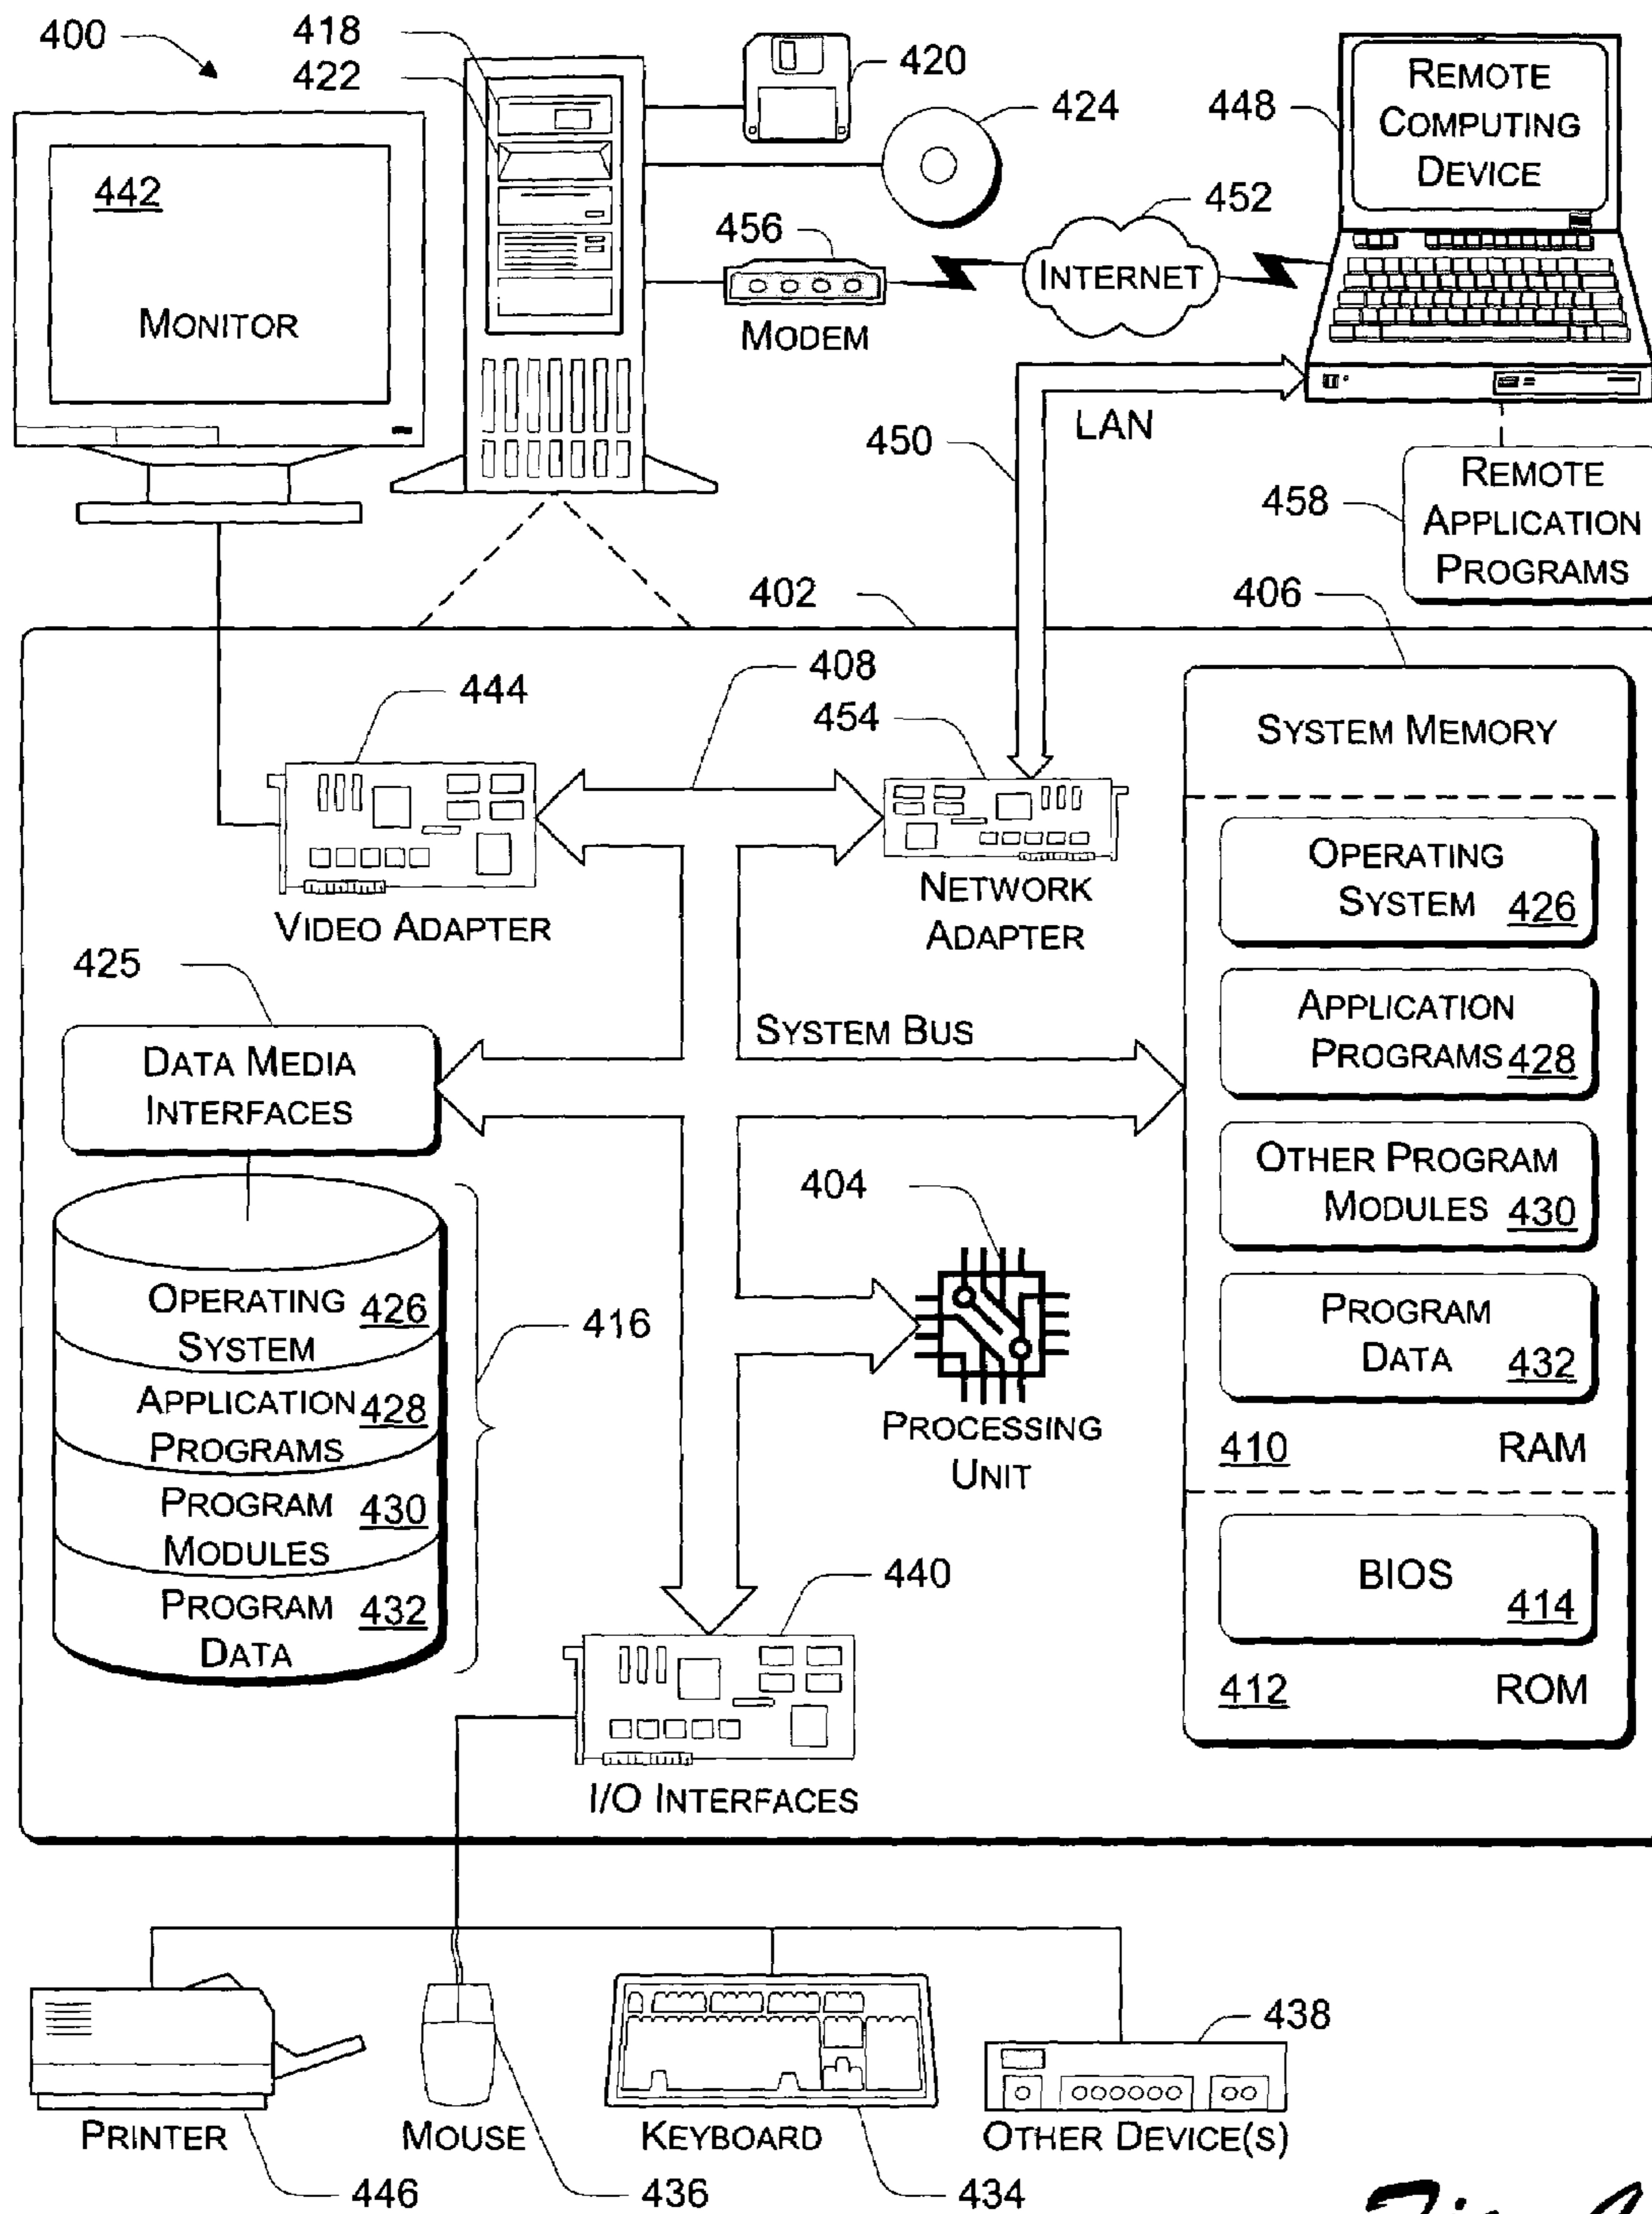 400
418
422
420
424
448
REMOTE
COMPUTING
DEVICE
442
MONITOR
456
MODEM
452
INTERNET
LAN
450
458
REMOTE
APPLICATION
PROGRAMS
402
406
408
444
454
VIDEO ADAPTER
NETWORK
ADAPTER
SYSTEM MEMORY
OPERATING
SYSTEM 426
APPLICATION
PROGRAMS 428
OTHER PROGRAM
MODULES 430
PROGRAM
DATA 432
410 RAM
BIOS
414
412 ROM
425
DATA MEDIA
INTERFACES
SYSTEM BUS
404
PROCESSING
UNIT
OPERATING 426
SYSTEM
APPLICATION 428
PROGRAMS
PROGRAM 430
MODULES
PROGRAM 432
DATA
416
440
I/O INTERFACES
438
PRINTER
MOUSE
KEYBOARD
OTHER DEVICE(S)
446
436
434